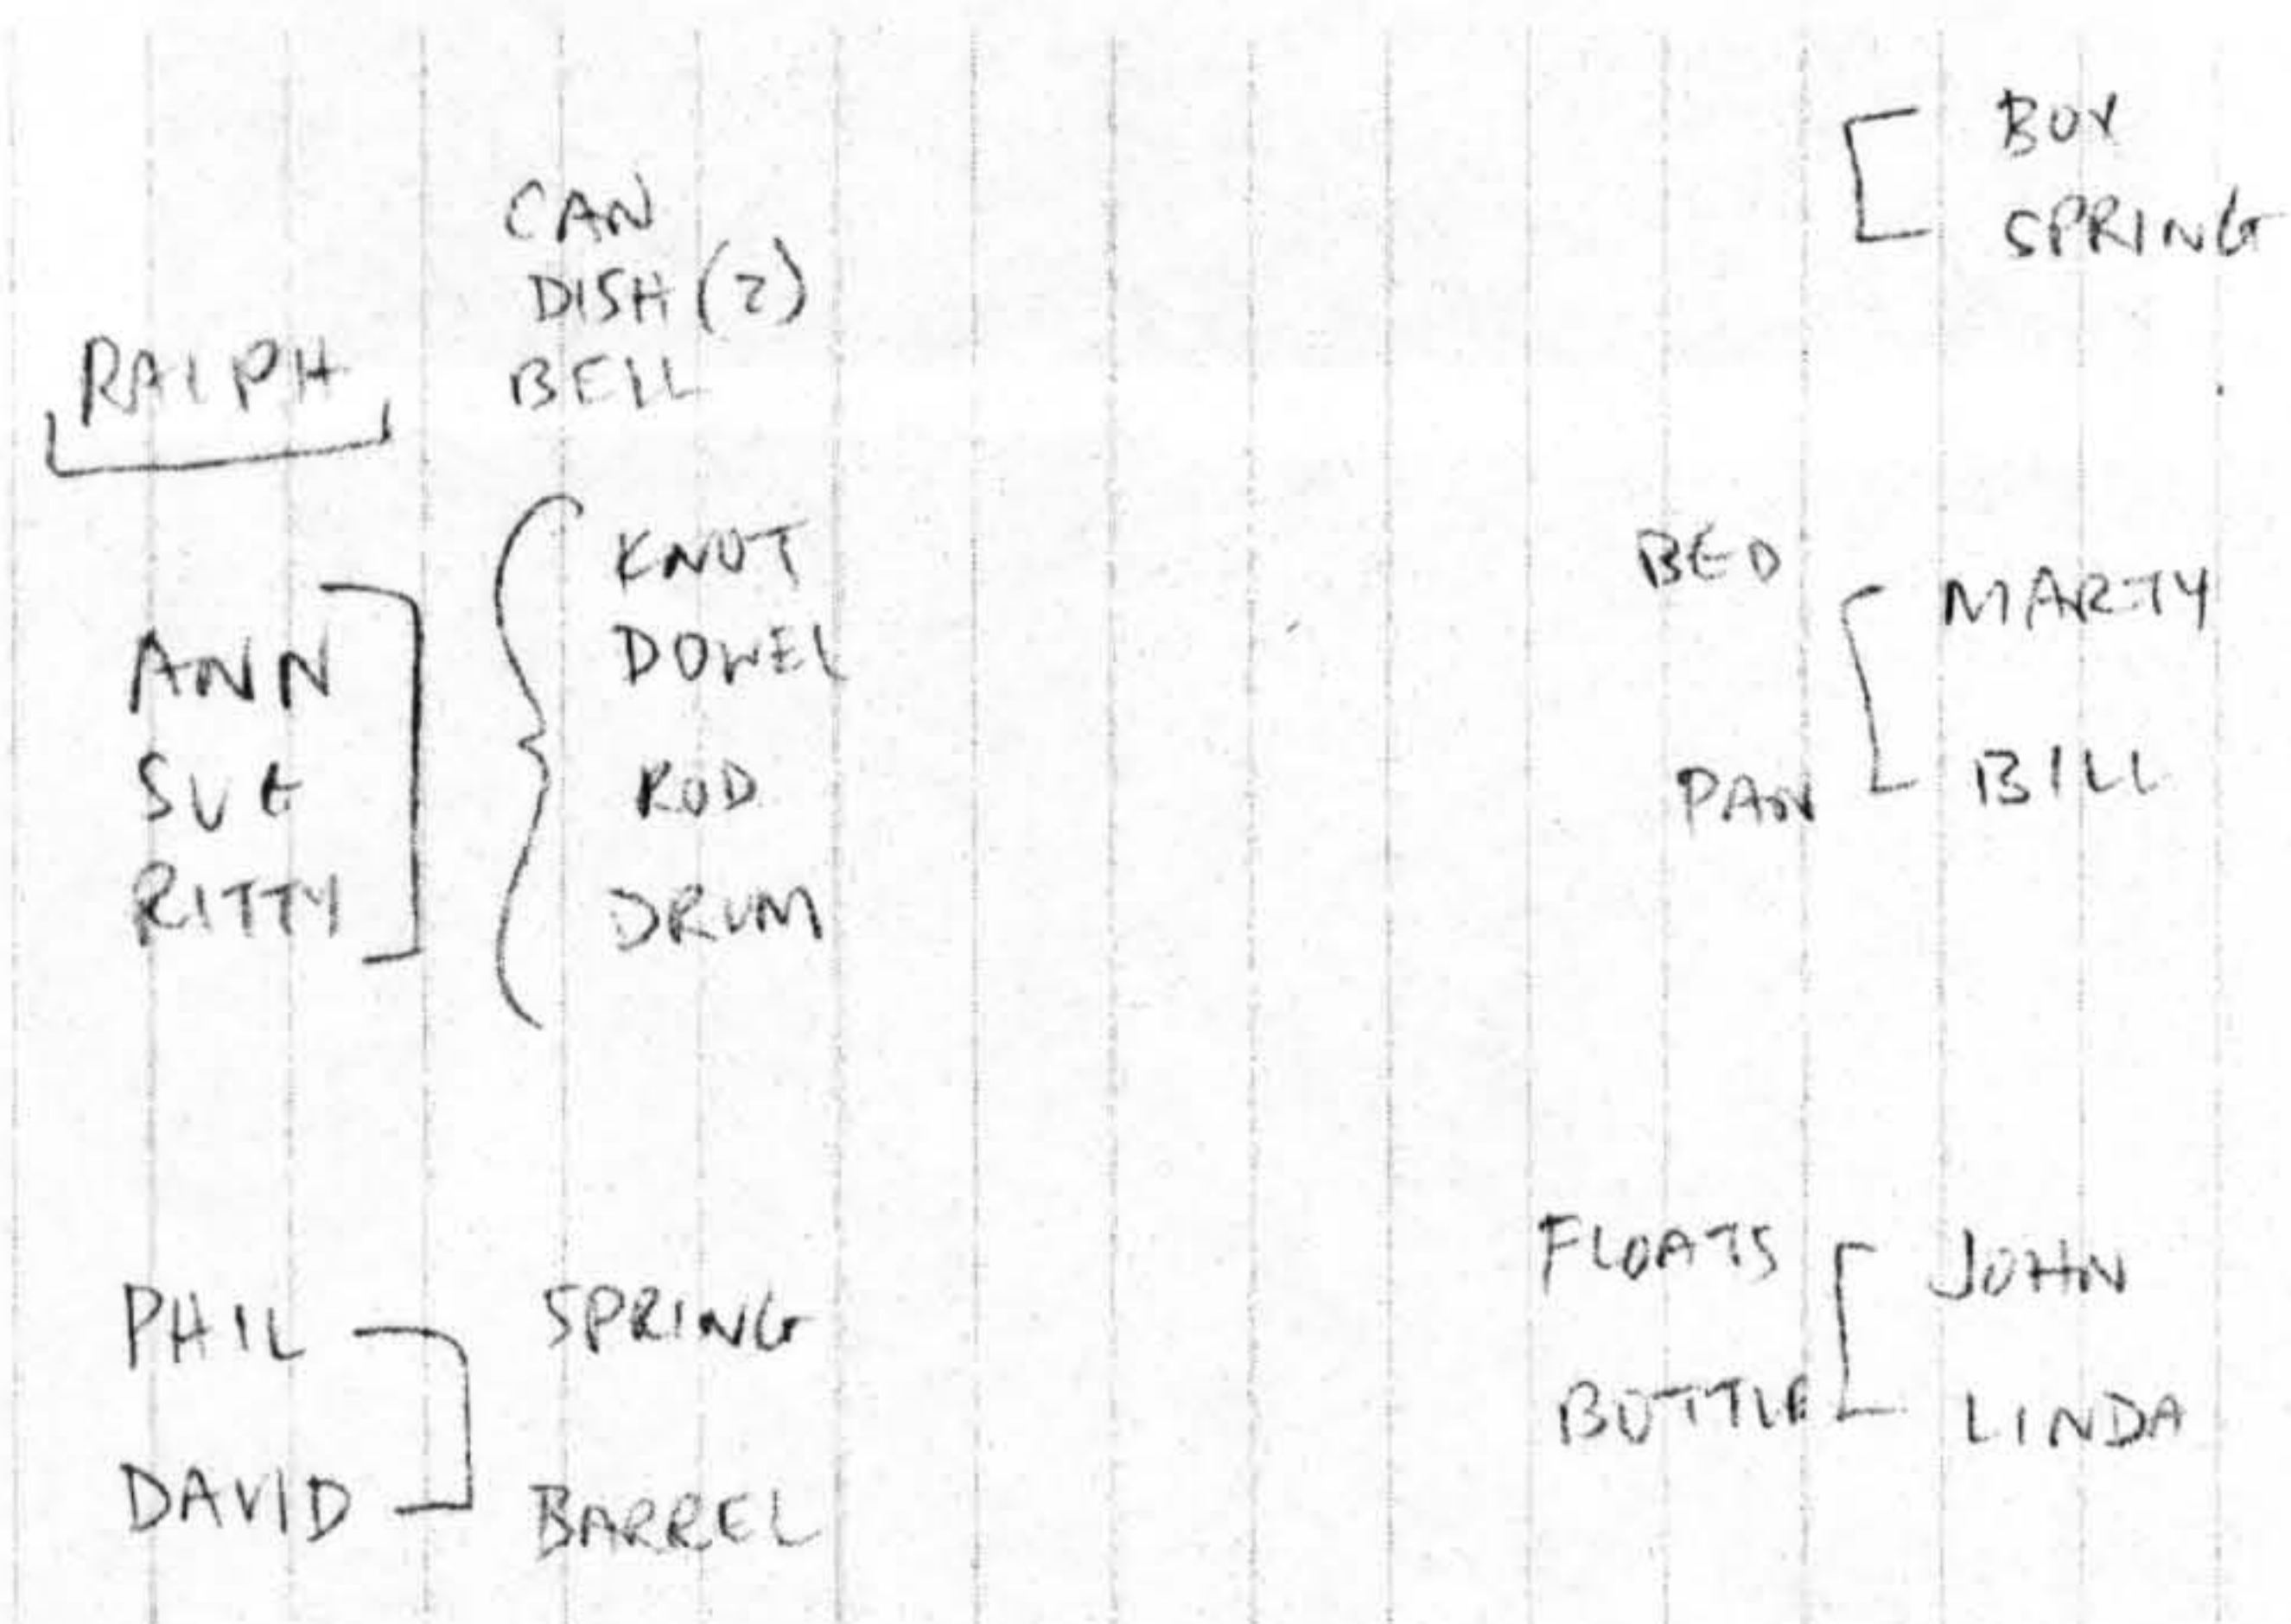 CAN
DISH (2)
BELL
RALPH
KNOT
DOWEL
ANN
SUE
ROD
RITTY
DRUM
PHIL
SPRING
DAVID
BARREL
BOX
SPRING
BED
MARTY
PAN
BILL
FLOATS
JOHN
BOTTLE
LINDA